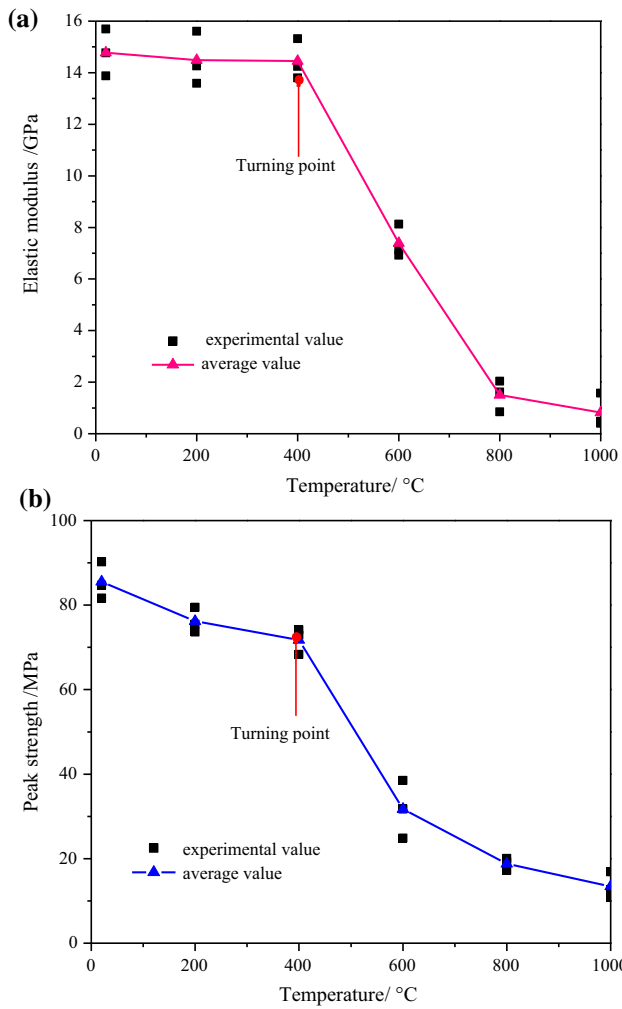 (a)
16
14
12
10
8
6
4
2
0
Elastic modulus /GPa
Turning point
experimental value
average value
0 200 400 600 800 1000
Temperature/ °C
(b)
100
80
60
40
20
0
Peak strength /MPa
Turning point
experimental value
average value
0 200 400 600 800 1000
Temperature/ °C